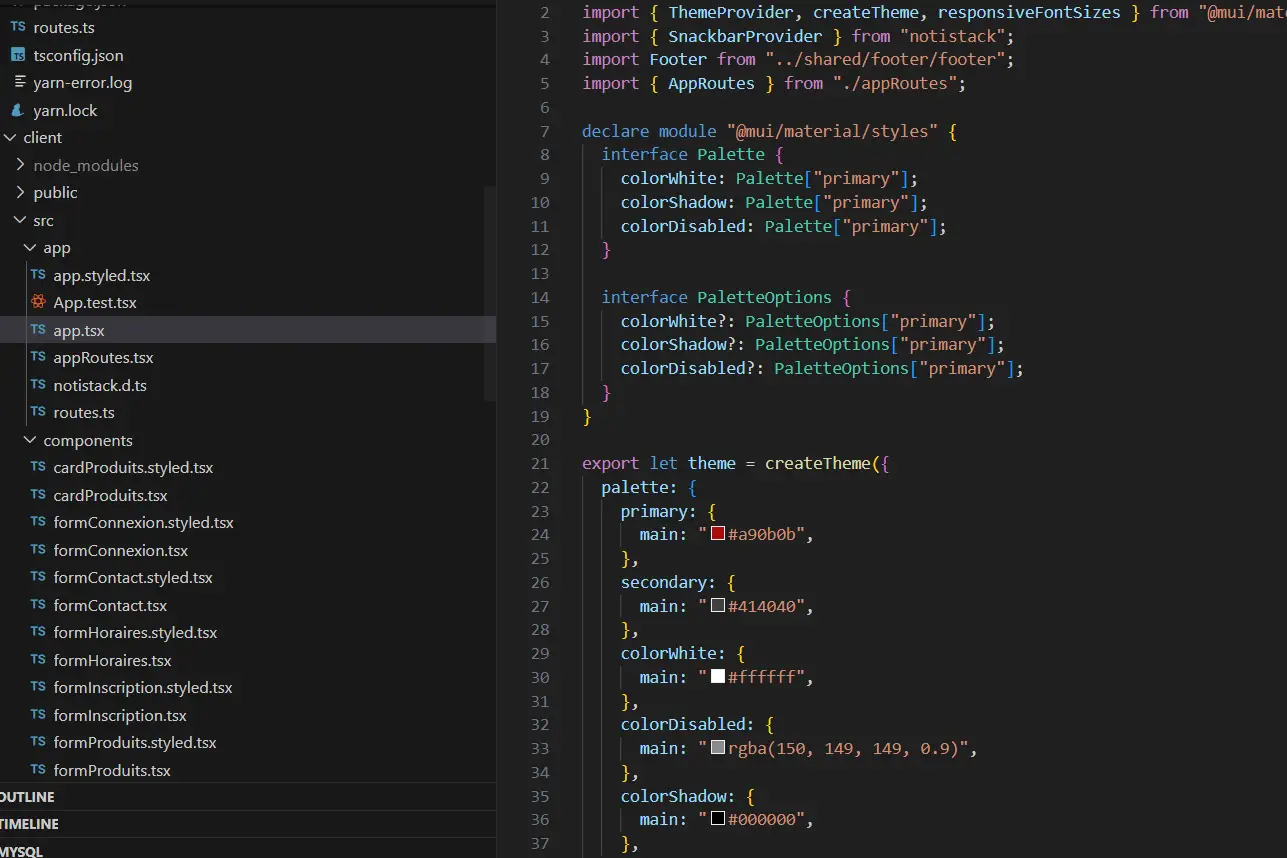 package.json
TS routes.ts
TS tsconfig.json
yarn-error.log
yarn.lock
client
node_modules
public
src
app
TS app.styled.tsx
App.test.tsx
TS app.tsx
TS appRoutes.tsx
TS notistack.d.ts
TS routes.ts
components
TS cardProduits.styled.tsx
TS cardProduits.tsx
TS formConnexion.styled.tsx
TS formConnexion.tsx
TS formContact.styled.tsx
TS formContact.tsx
TS formHoraires.styled.tsx
TS formHoraires.tsx
TS formInscription.styled.tsx
TS formInscription.tsx
TS formProduits.styled.tsx
TS formProduits.tsx
OUTLINE
TIMELINE
MYSQL
2 import { ThemeProvider, createTheme, responsiveFontSizes } from "@mui/mat
3 import { SnackbarProvider } from "notistack";
4 import Footer from "../shared/footer/footer";
5 import { AppRoutes } from "./appRoutes";
6
7 declare module "@mui/material/styles" {
8 interface Palette {
9 colorWhite: Palette["primary"];
10 colorShadow: Palette["primary"];
11 colorDisabled: Palette["primary"];
12 }
13
14 interface PaletteOptions {
15 colorWhite?: PaletteOptions["primary"];
16 colorShadow?: PaletteOptions["primary"];
17 colorDisabled?: PaletteOptions["primary"];
18 }
19 }
20
21 export let theme = createTheme({
22 palette: {
23 primary: {
24 main: "#a90b0b",
25 },
26 secondary: {
27 main: "#414040",
28 },
29 colorWhite: {
30 main: "#ffffff",
31 },
32 colorDisabled: {
33 main: "rgba(150, 149, 149, 0.9)",
34 },
35 colorShadow: {
36 main: "#000000",
37 },